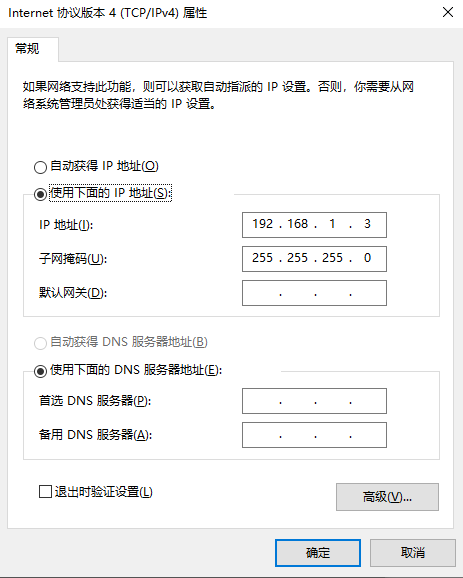 Internet 协议版本 4 (TCP/IPv4) 属性
常规
如果网络支持此功能，则可以获取自动指派的 IP 设置。否则，你需要从网
络系统管理员处获得适当的 IP 设置。
自动获得 IP 地址(O)
使用下面的 IP 地址(S):
IP 地址(I):
192 . 168 . 1 . 3
子网掩码(U):
255 . 255 . 255 . 0
默认网关(D):
. . .
自动获得 DNS 服务器地址(B)
使用下面的 DNS 服务器地址(E):
首选 DNS 服务器(P):
. . .
备用 DNS 服务器(A):
. . .
退出时验证设置(L)
高级(V)...
确定
取消